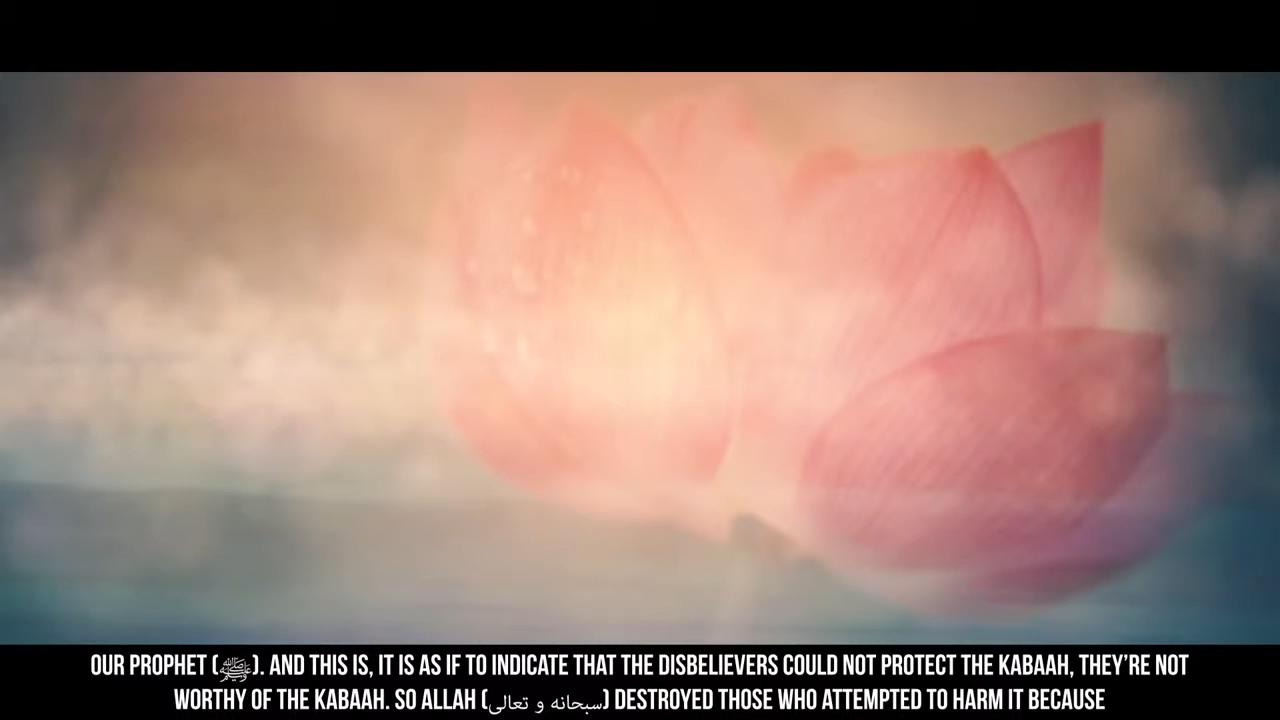 OUR PROPHET (ﷺ). AND THIS IS, IT IS AS IF TO INDICATE THAT THE DISBELIEVERS COULD NOT PROTECT THE KABAAH, THEY'RE NOT
WORTHY OF THE KABAAH. SO ALLAH (سبحانه و تعالى) DESTROYED THOSE WHO ATTEMPTED TO HARM IT BECAUSE